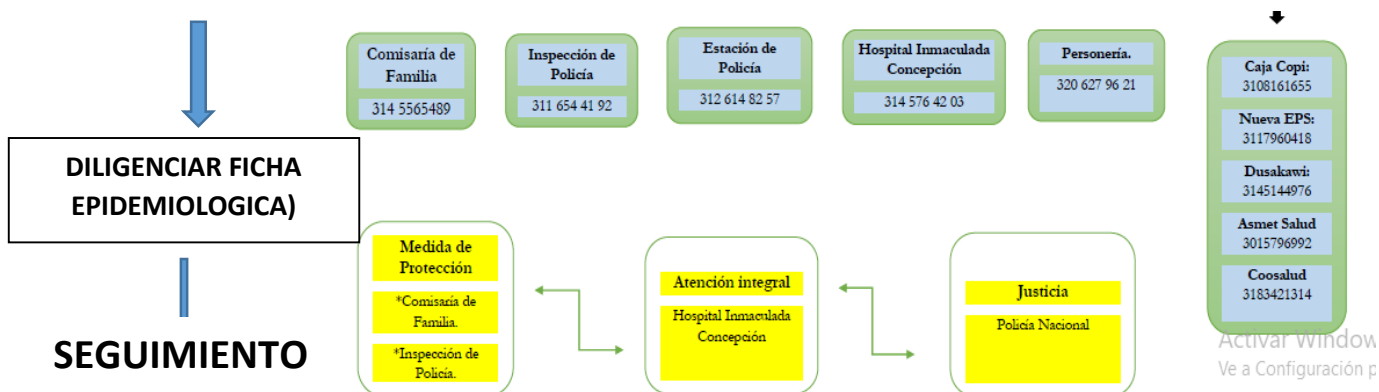 Comisaría de
Familia
314 5565489
Inspección de
Policía
311 654 41 92
Estación de
Policía
312 614 82 57
Hospital Inmaculada
Concepción
314 576 42 03
Personería.
320 627 96 21
Caja Copi:
3108161655
Nueva EPS:
3117960418
Dusakawi:
3145144976
Asmet Salud
3015796992
Coosalud
3183421314
DILIGENCIAR FICHA
EPIDEMIOLOGICA)
SEGUIMIENTO
Medida de
Protección
*Comisaría de
Familia.
*Inspección de
Policía.
Atención integral
Hospital Inmaculada
Concepción
Justicia
Policía Nacional
Activar Window
Ve a Configuración p